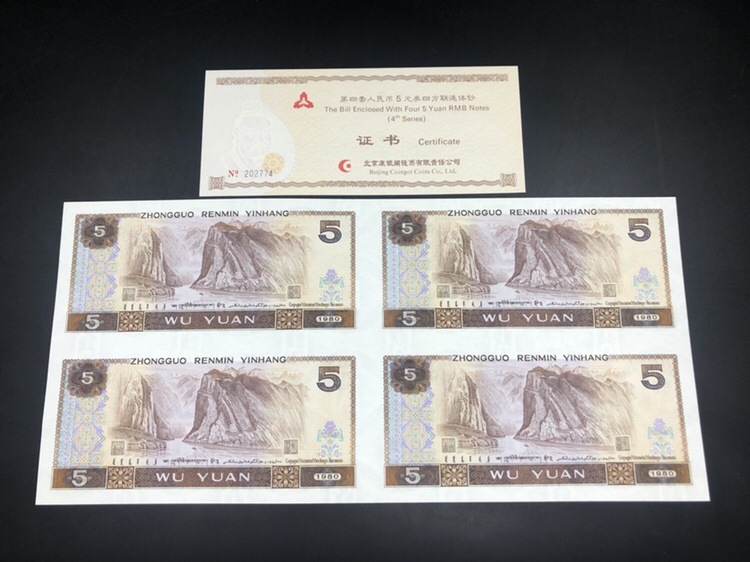 第四套人民币5元券四方联连体钞
The Bill Enclosed With Four 5 Yuan RMB Notes
(4th Series)
证书 Certificate
北京康银阁钱币有限责任公司
Beijing Coingot Coins Co., Ltd.
No. 202774
ZHONGGUO RENMIN YINHANG
5 5
5 WU YUAN 1980
ZHONGGUO RENMIN YINHANG
5 5
5 WU YUAN 1980
ZHONGGUO RENMIN YINHANG
5 5
5 WU YUAN 1980
ZHONGGUO RENMIN YINHANG
5 5
5 WU YUAN 1980